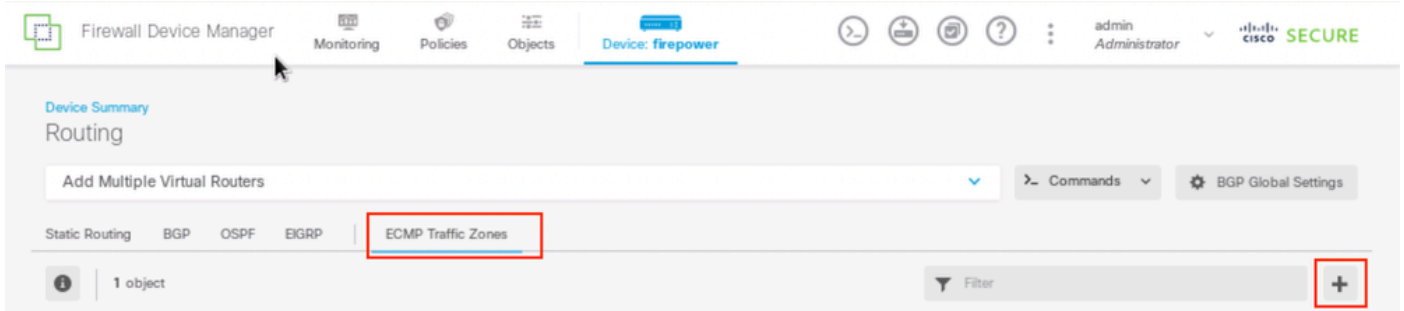 Firewall Device Manager
Monitoring
Policies
Objects
Device: firepower
admin
Administrator
cisco SECURE
Device Summary
Routing
Add Multiple Virtual Routers
>_ Commands
BGP Global Settings
Static Routing BGP OSPF EIGRP ECMP Traffic Zones
1 object
Filter